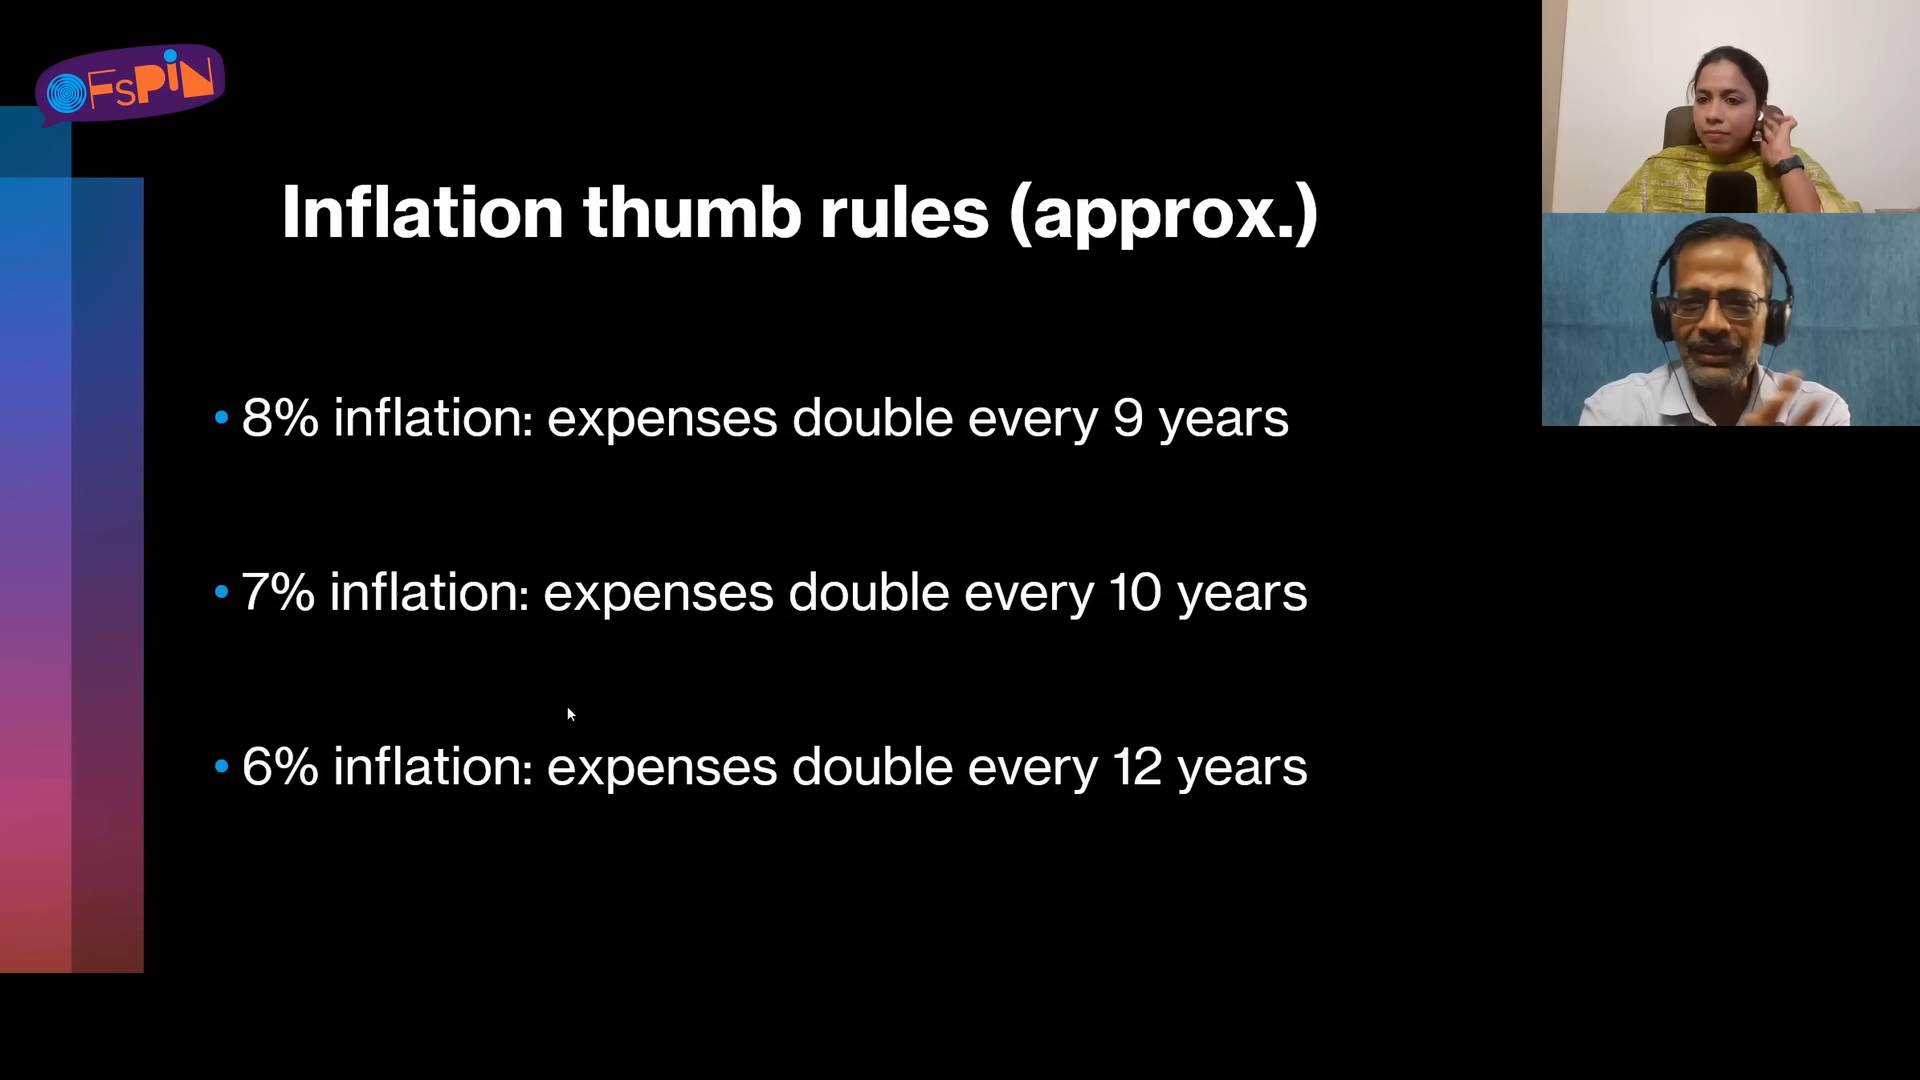 OFsPiN
Inflation thumb rules (approx.)
• 8% inflation: expenses double every 9 years
• 7% inflation: expenses double every 10 years
• 6% inflation: expenses double every 12 years